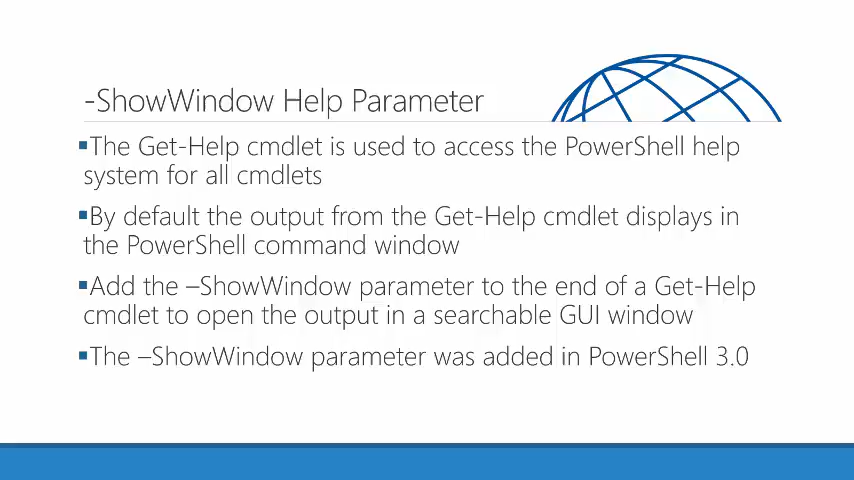 -ShowWindow Help Parameter
▪The Get-Help cmdlet is used to access the PowerShell help
system for all cmdlets
▪By default the output from the Get-Help cmdlet displays in
the PowerShell command window
▪Add the –ShowWindow parameter to the end of a Get-Help
cmdlet to open the output in a searchable GUI window
▪The –ShowWindow parameter was added in PowerShell 3.0